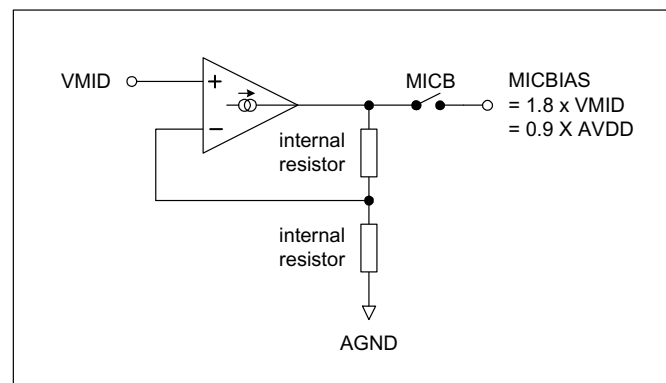 VMID
+
−
MICB
MICBIAS
= 1.8 x VMID
= 0.9 X AVDD
internal
resistor
internal
resistor
AGND